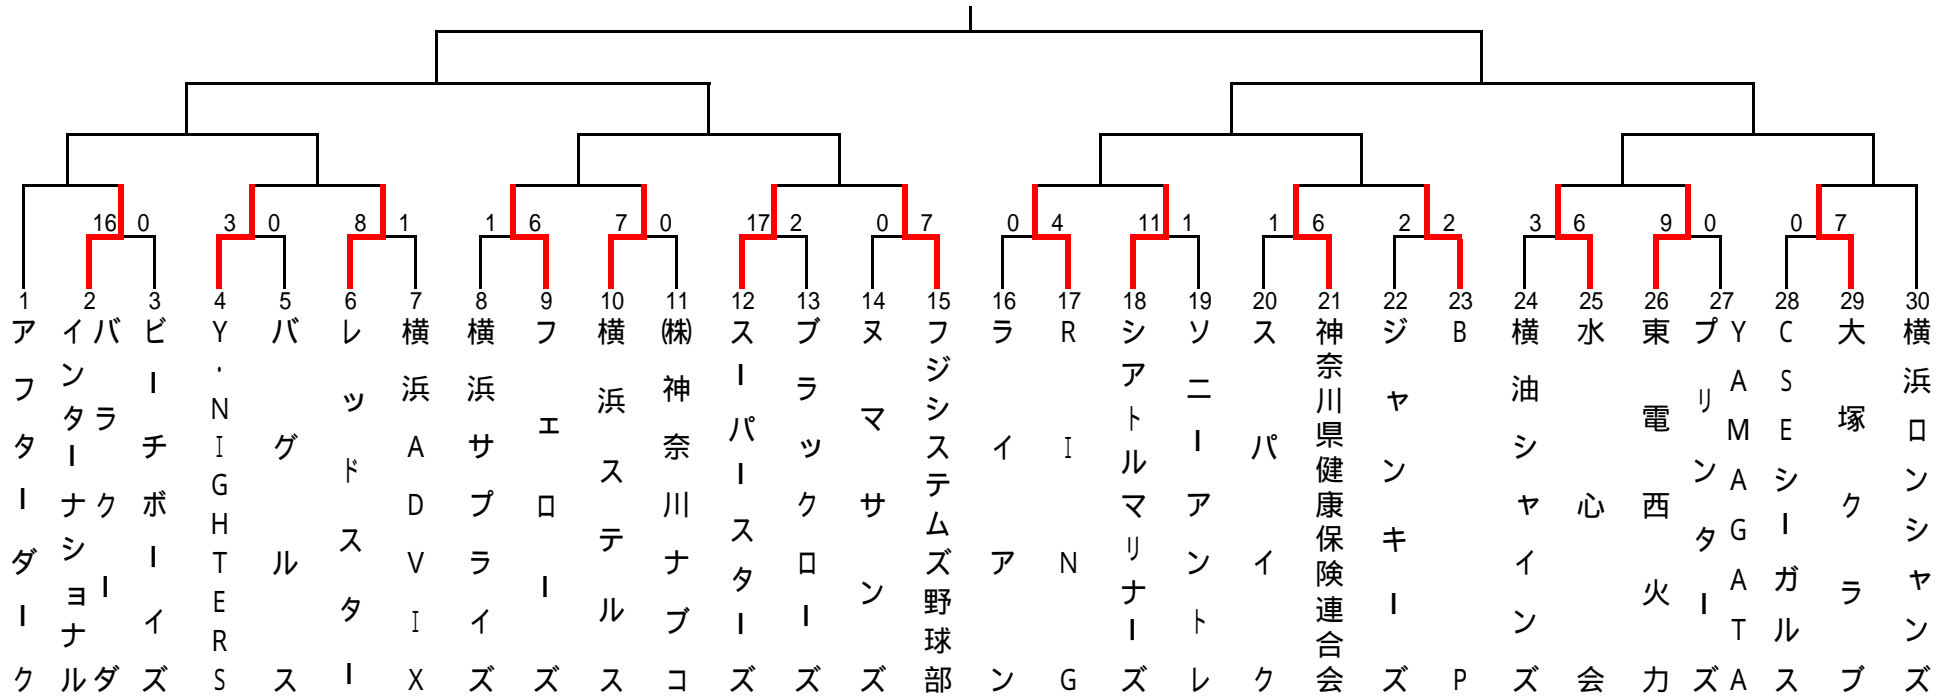 16 0 3 0 8 1 1 6 7 0 17 2 0 7 0 4 11 1 1 6 2 2 3 6 9 0 0 7
1 2 3 4 5 6 7 8 9 10 11 12 13 14 15 16 17 18 19 20 21 22 23 24 25 26 27 28 29 30
アフターダーク
バラクーダ
インターナショナル
ビーチボーイズ
Y・NIGHTERS
バグルス
レッドスター
横浜ADVIX
横浜サプライズ
フェローズ
横浜ステルス
㈱神奈川ナブコ
スーパースターズ
ブラックローズ
ヌマサンズ
フジシステムズ野球部
ライアン
RING
シアトルマリナーズ
ソニーアントレ
スパイク
神奈川県健康保険連合会
ジャンキーズ
BP
横油シャインズ
水心会
東電西火力
YAMAGATA
プリンターズ
CSEシーガルス
大塚クラブ
横浜ロンシャンズ